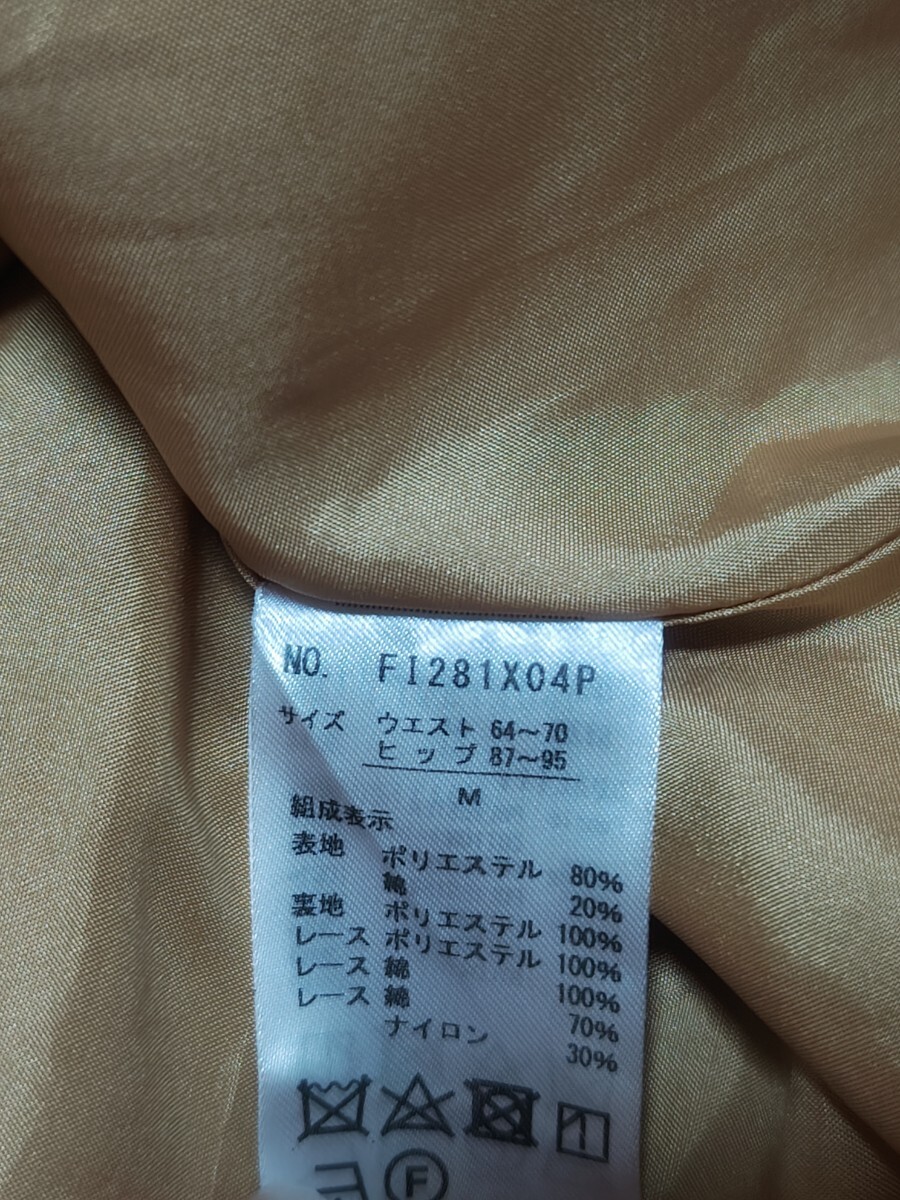 NO. FI281X04P
サイズ ウエスト 64～70
ヒップ 87～95
M
組成表示
表地 ポリエステル 80%
綿 20%
裏地 ポリエステル 100%
レース ポリエステル 100%
レース 綿 100%
レース 綿 70%
ナイロン 30%
F